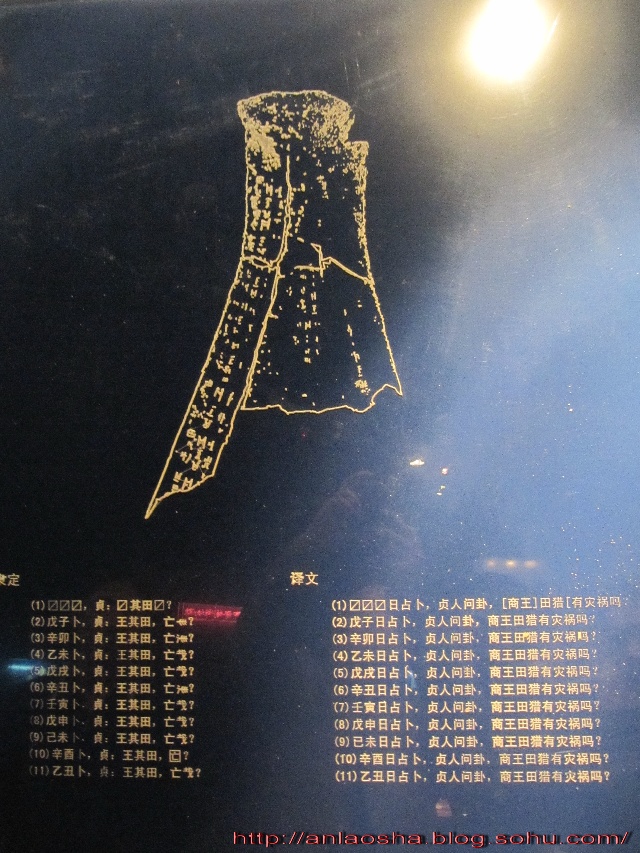 定
(1)☐☐☐,貞:☐其田☐?
(2)戊子卜,貞:王其田,亡?
(3)辛卯卜,貞:王其田,亡?
(4)乙未卜,貞:王其田,亡?
(5)戊戌卜,貞:王其田,亡?
(6)辛丑卜,貞:王其田,亡?
(7)壬寅卜,貞:王其田,亡?
(8)戊申卜,貞:王其田,亡?
(9)己未卜,貞:王其田,亡?
(10)辛酉卜,貞:王其田,☐?
(11)乙丑卜,貞:王其田,亡?
译文
(1)☐☐☐日占卜,贞人问卦,[商王]田猎[有灾祸吗
(2)戊子日占卜,贞人问卦,商王田猎有灾祸吗?
(3)辛卯日占卜,贞人问卦,商王田猎有灾祸吗?
(4)乙未日占卜,贞人问卦,商王田猎有灾祸吗?
(5)戊戌日占卜,贞人问卦,商王田猎有灾祸吗?
(6)辛丑日占卜,贞人问卦,商王田猎有灾祸吗?
(7)壬寅日占卜,贞人问卦,商王田猎有灾祸吗?
(8)戊申日占卜,贞人问卦,商王田猎有灾祸吗?
(9)己未日占卜,贞人问卦,商王田猎有灾祸吗?
(10)辛酉日占卜,贞人问卦,商王田猎有灾祸吗?
(11)乙丑日占卜,贞人问卦,商王田猎有灾祸吗?
http://anlaosha.blog.sohu.com/